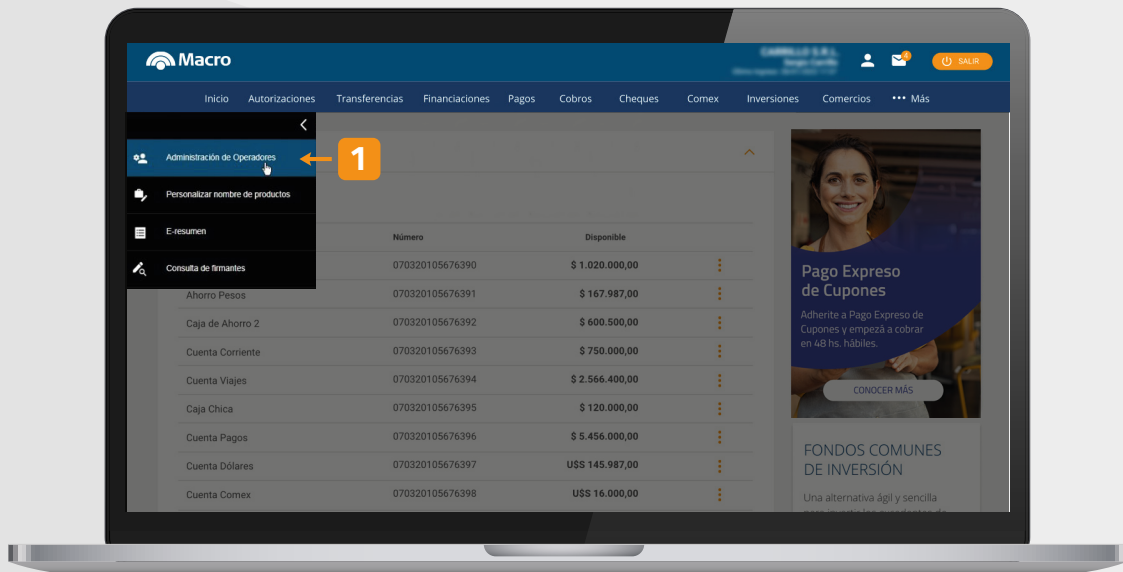 Macro
CARRILLO S.R.L.
Sergio Carrillo
4
SALIR
Inicio Autorizaciones Transferencias Financiaciones Pagos Cobros Cheques Comex Inversiones Comercios ••• Más
Administración de Operadores
1
Personalizar nombre de productos
E-resumen
Consulta de firmantes
Número Disponible
070320105676390 $ 1.020.000,00
Ahorro Pesos 070320105676391 $ 167.987,00
Caja de Ahorro 2 070320105676392 $ 600.500,00
Cuenta Corriente 070320105676393 $ 750.000,00
Cuenta Viajes 070320105676394 $ 2.566.400,00
Caja Chica 070320105676395 $ 120.000,00
Cuenta Pagos 070320105676396 $ 5.456.000,00
Cuenta Dólares 070320105676397 U$S 145.987,00
Cuenta Comex 070320105676398 U$S 16.000,00
Pago Expreso
de Cupones
Adherite a Pago Expreso de
Cupones y empezá a cobrar
en 48 hs. hábiles.
CONOCER MÁS
FONDOS COMUNES
DE INVERSIÓN
Una alternativa ágil y sencilla